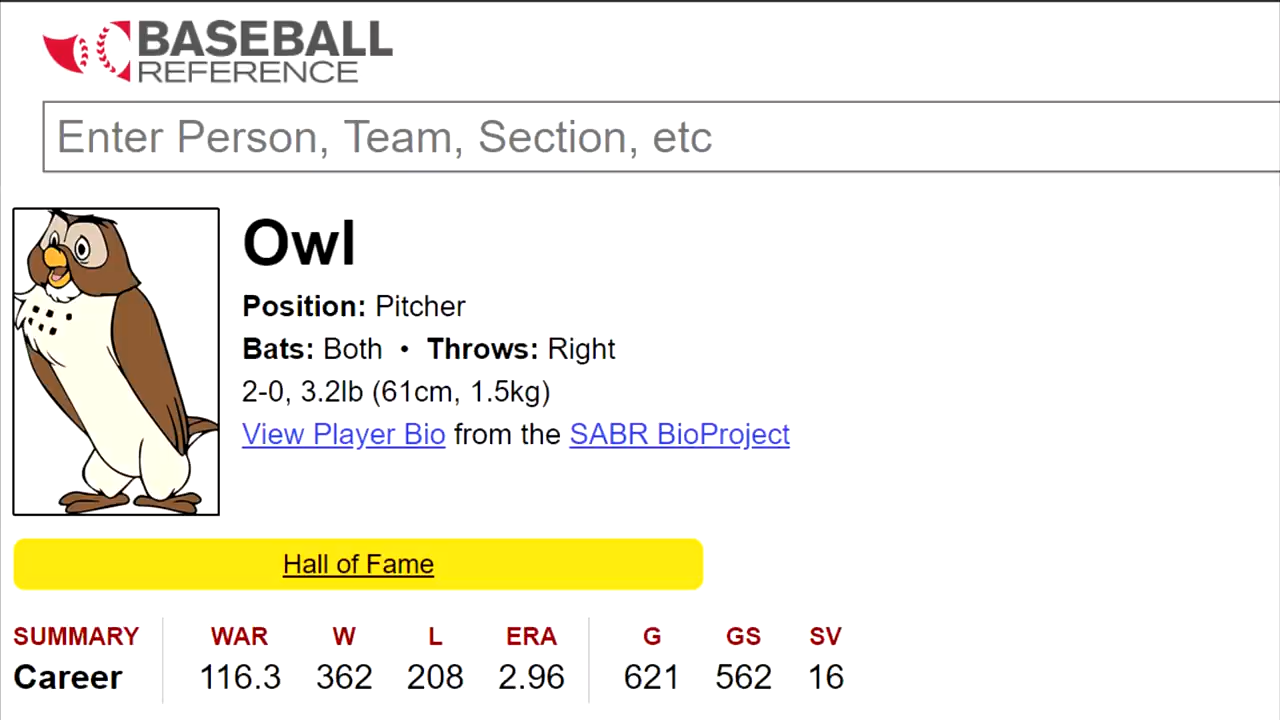 BASEBALL
REFERENCE
Enter Person, Team, Section, etc
Owl
Position: Pitcher
Bats: Both • Throws: Right
2-0, 3.2lb (61cm, 1.5kg)
View Player Bio from the SABR BioProject
Hall of Fame
SUMMARY WAR W L ERA G GS SV
Career 116.3 362 208 2.96 621 562 16